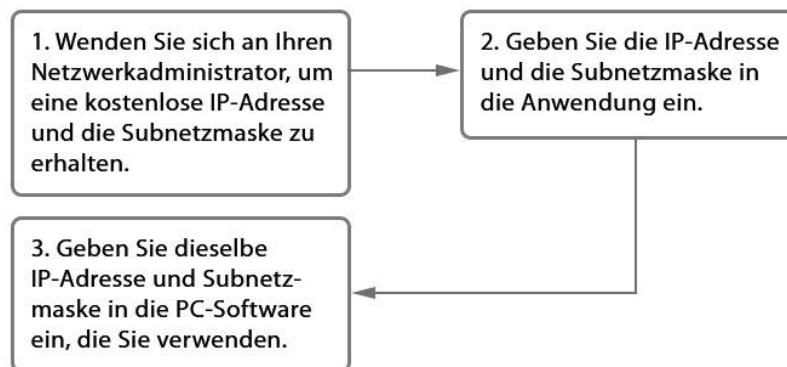 1. Wenden Sie sich an Ihren
Netzwerkadministrator, um
eine kostenlose IP-Adresse
und die Subnetzmaske zu
erhalten.
2. Geben Sie die IP-Adresse
und die Subnetzmaske in
die Anwendung ein.
3. Geben Sie dieselbe
IP-Adresse und Subnetz-
maske in die PC-Software
ein, die Sie verwenden.